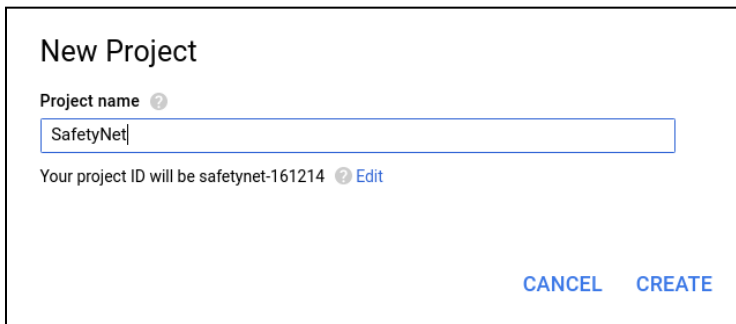 New Project
Project name ?
SafetyNet
Your project ID will be safetynet-161214 ? Edit
CANCEL CREATE